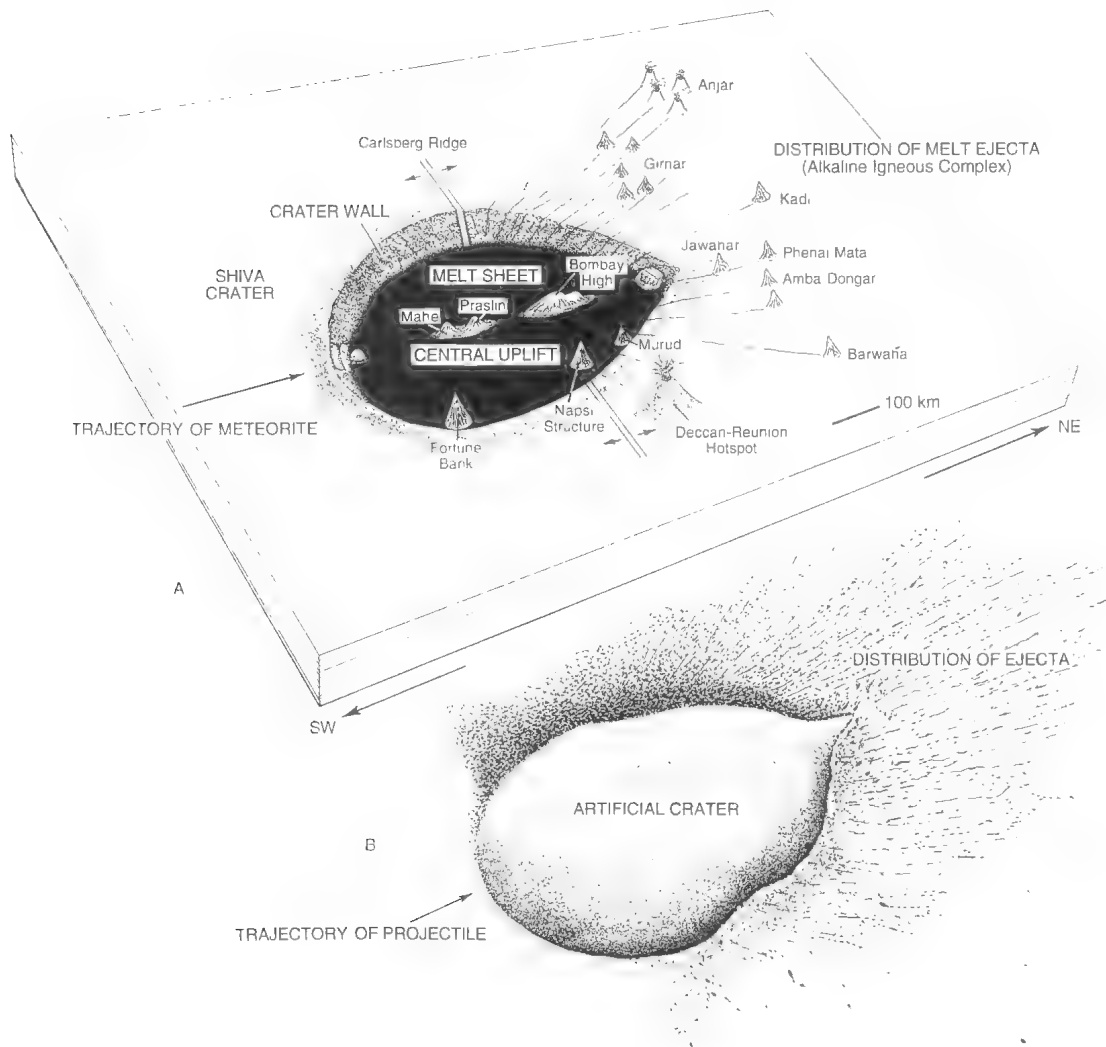 Anjar
Carlsberg Ridge
DISTRIBUTION OF MELT EJECTA
(Alkaline Igneous Complex)
Girnar
Kadi
CRATER WALL
Jawahar
Phenai Mata
SHIVA
CRATER
MELT SHEET
Bombay
High
Amba Dongar
Praslin
Mahe
Murud
CENTRAL UPLIFT
Barwaha
Napsi
Structure
100 km
TRAJECTORY OF METEORITE
Deccan-Reunion
Hotspot
NE
Fortune
Bank
A
SW
DISTRIBUTION OF EJECTA
ARTIFICIAL CRATER
B
TRAJECTORY OF PROJECTILE